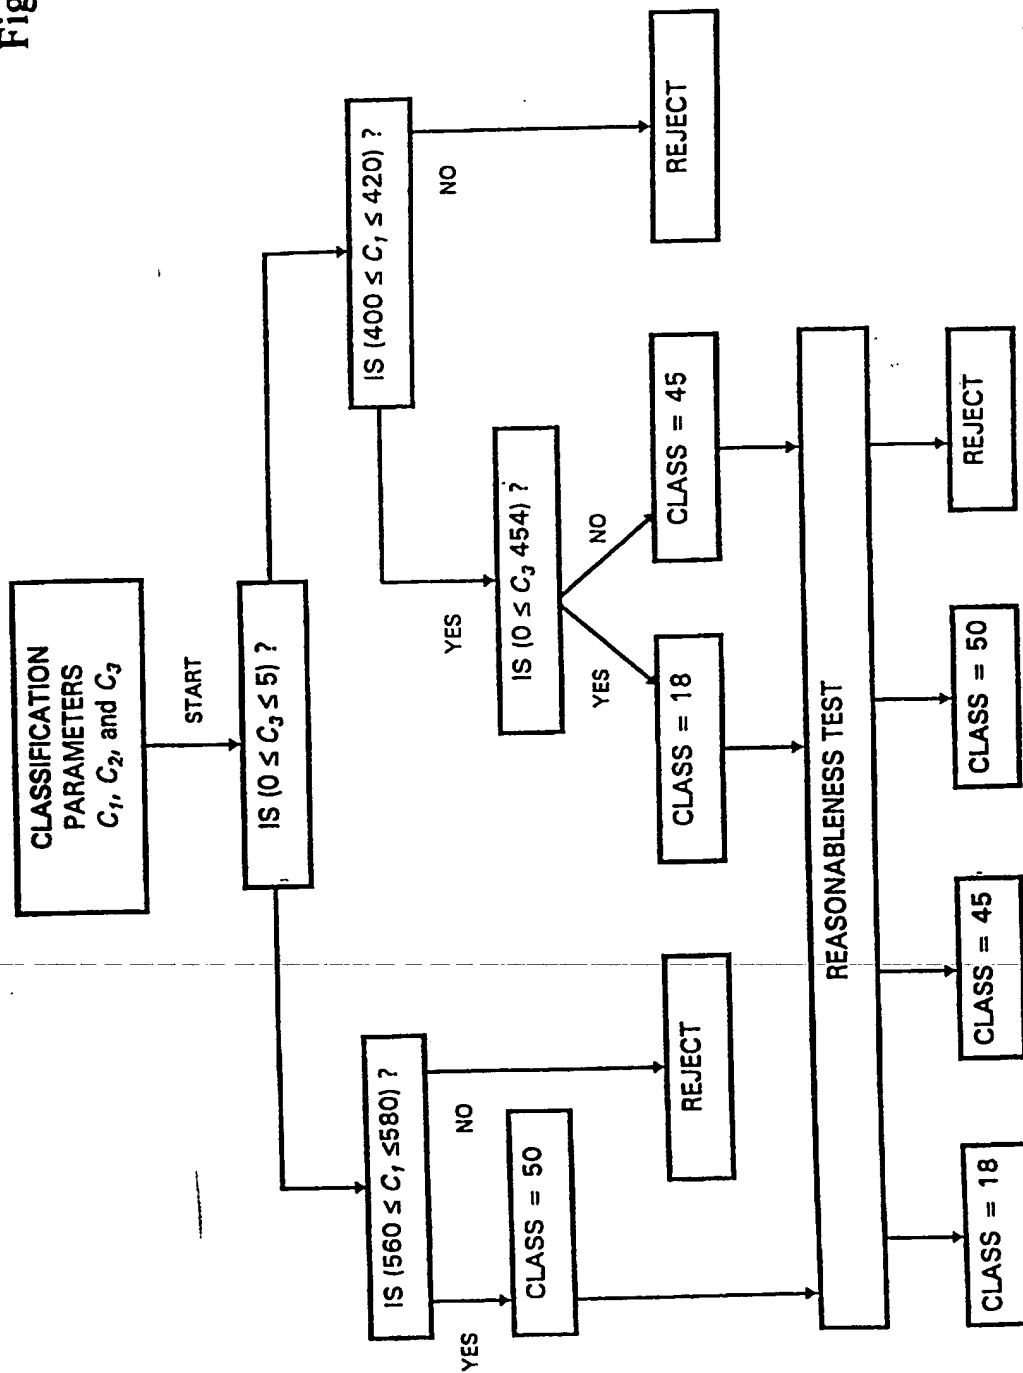 Fig
CLASSIFICATION
PARAMETERS
C1, C2, and C3
START
IS (0 ≤ C3 ≤ 5) ?
IS (560 ≤ C1 ≤580) ?
IS (400 ≤ C1 ≤ 420) ?
YES
NO
YES
NO
CLASS = 50
REJECT
IS (0 ≤ C3 454) ?
YES
NO
CLASS = 18
CLASS = 45
REJECT
REASONABLENESS TEST
CLASS = 18
CLASS = 45
CLASS = 50
REJECT